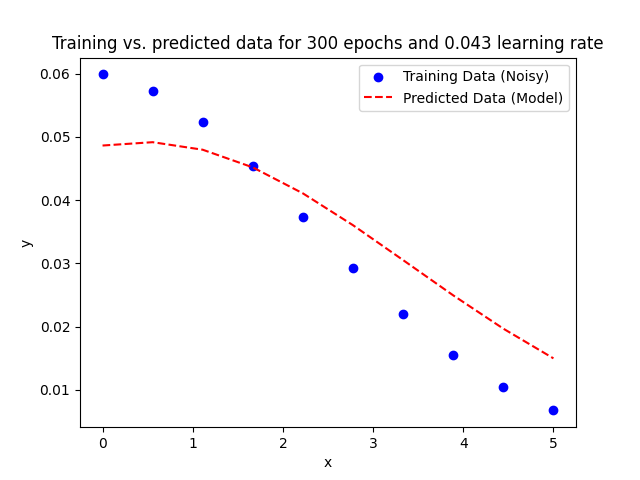 Training vs. predicted data for 300 epochs and 0.043 learning rate
Training Data (Noisy)
Predicted Data (Model)
0.06
0.05
0.04
0.03
0.02
0.01
y
0 1 2 3 4 5
x